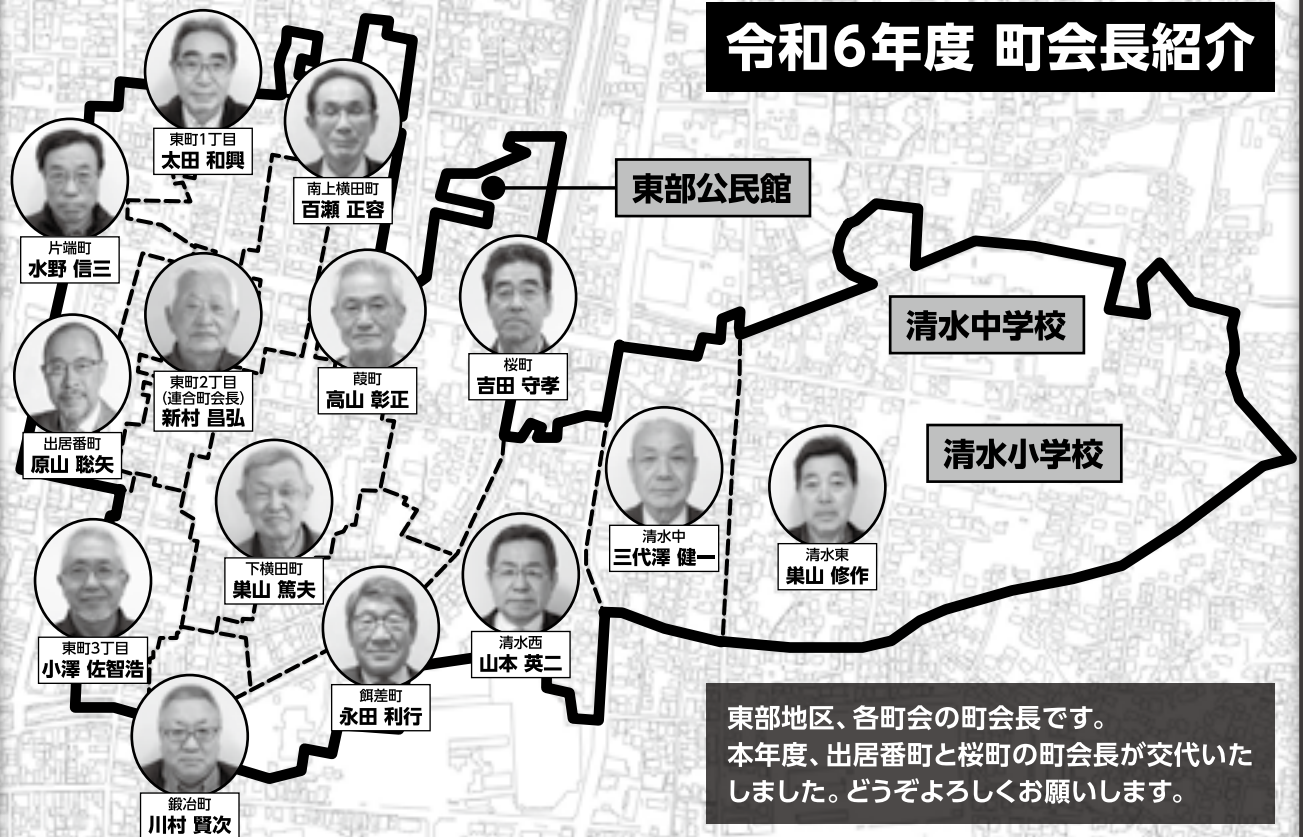 令和6年度 町会長紹介
東町1丁目
太田 和興
南上横田町
百瀬 正容
東部公民館
片端町
水野 信三
東町2丁目
(連合町会長)
新村 昌弘
葭町
高山 彰正
桜町
吉田 守孝
清水中学校
出居番町
原山 聡矢
清水小学校
下横田町
巣山 篤夫
清水中
三代澤 健一
清水東
巣山 修作
東町3丁目
小澤 佐智浩
清水西
山本 英二
餌差町
永田 利行
鍛冶町
川村 賢次
東部地区、各町会の町会長です。
本年度、出居番町と桜町の町会長が交代いた
しました。どうぞよろしくお願いします。